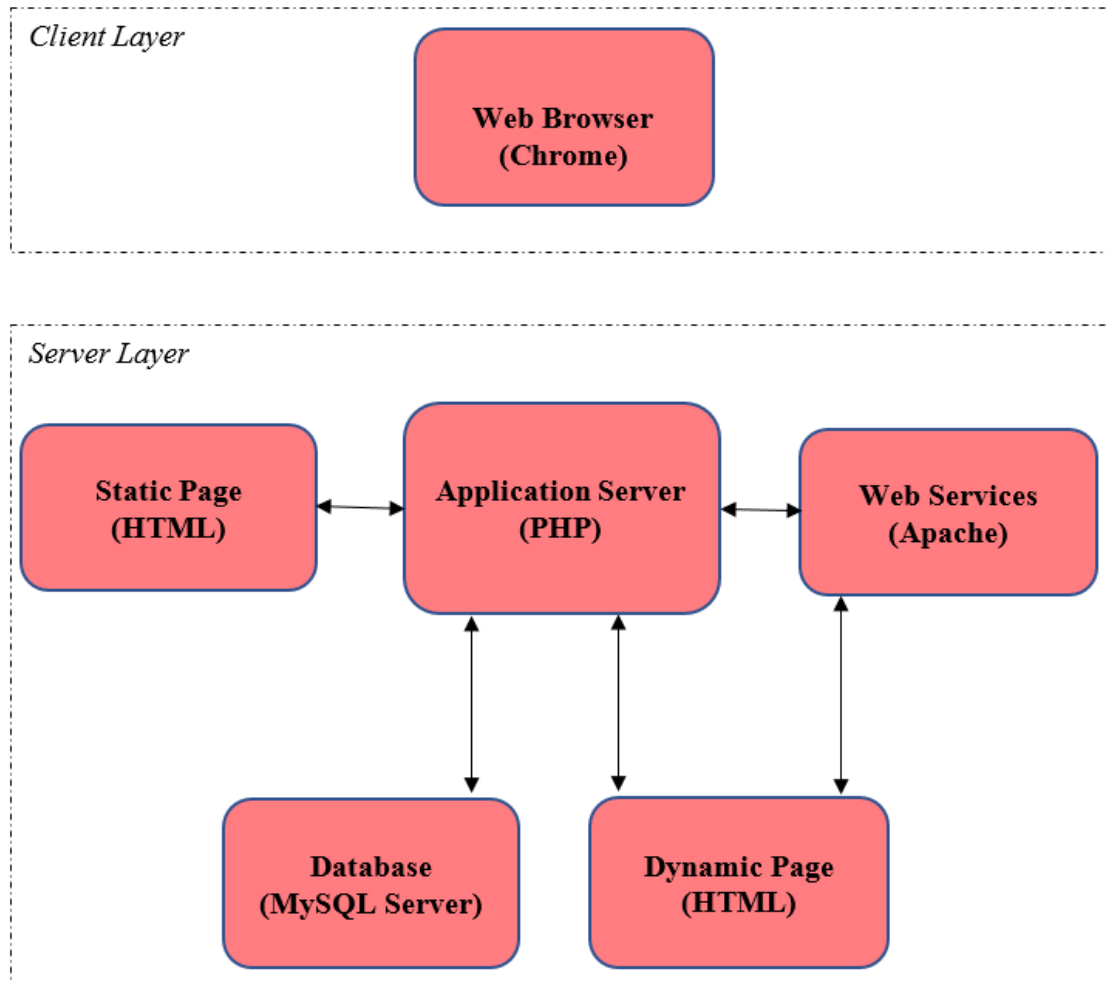 Client Layer
Web Browser
(Chrome)
Server Layer
Static Page
(HTML)
Application Server
(PHP)
Web Services
(Apache)
Database
(MySQL Server)
Dynamic Page
(HTML)